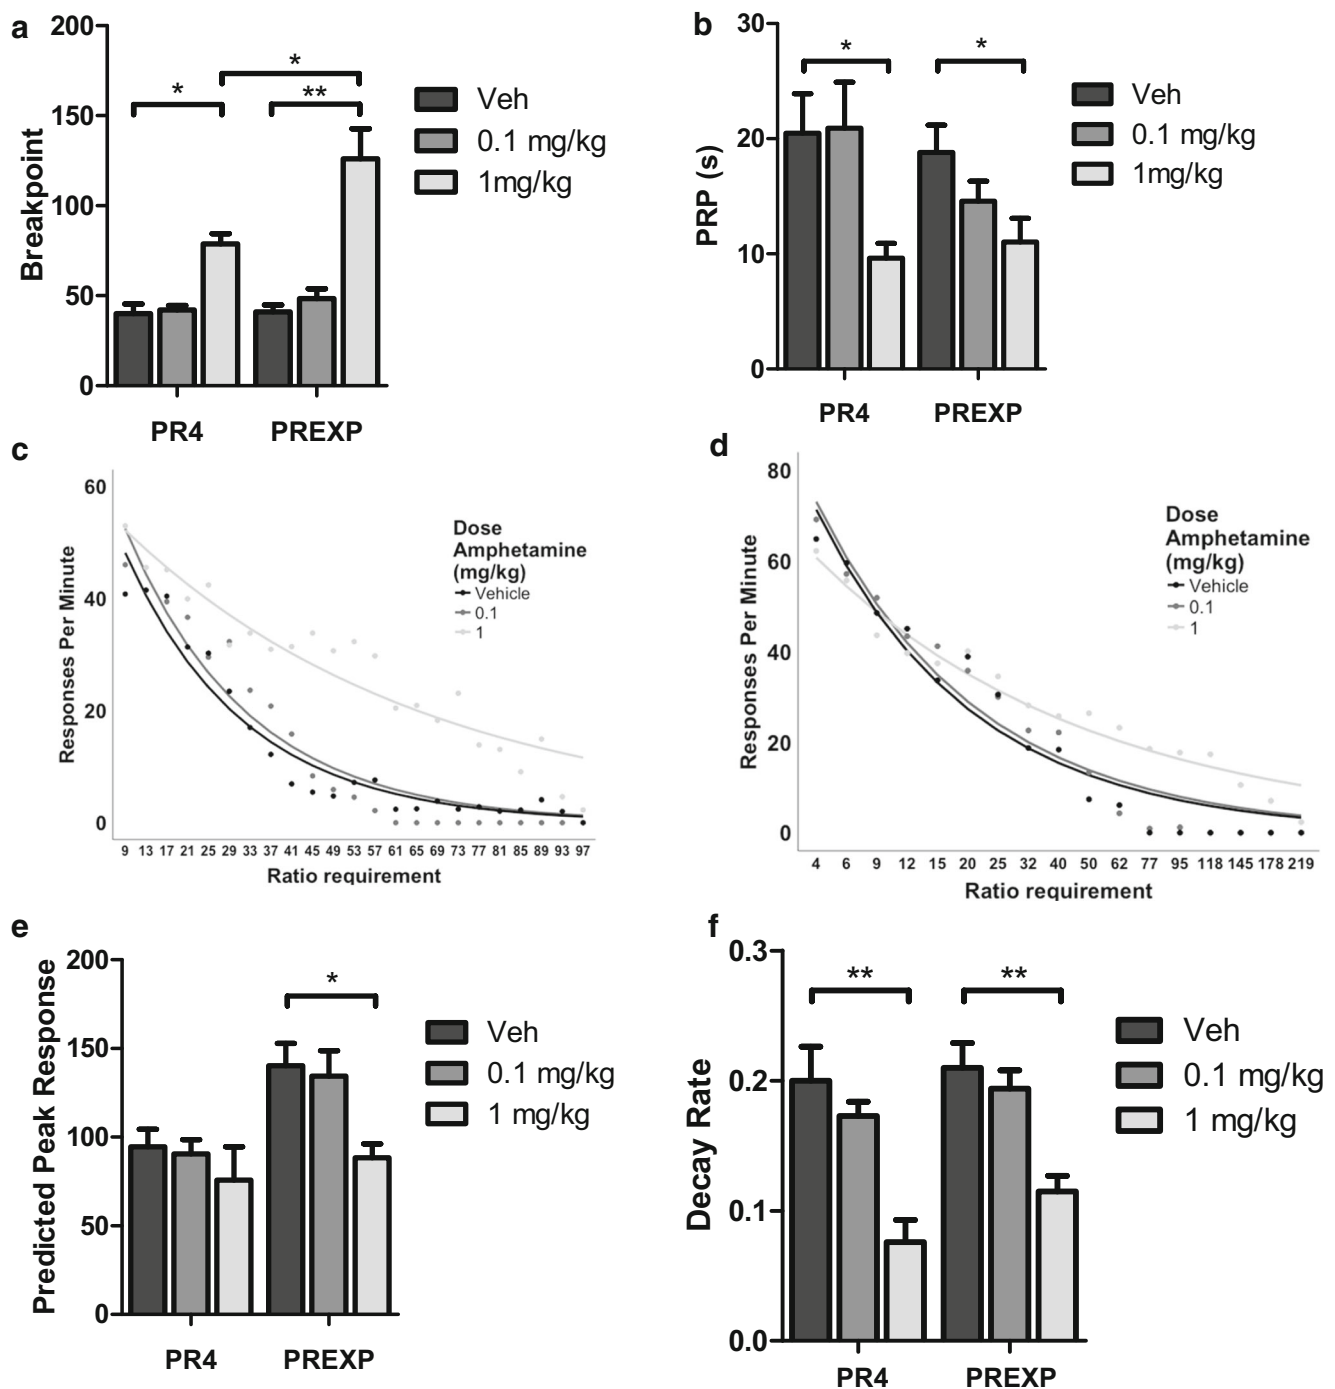 a
200
150
100
50
0
Breakpoint
*
*
**
Veh
0.1 mg/kg
1mg/kg
PR4
PREXP
b
30
20
10
0
PRP (s)
*
*
Veh
0.1 mg/kg
1mg/kg
PR4
PREXP
c
60
40
20
0
Responses Per Minute
Dose
Amphetamine
(mg/kg)
Vehicle
0.1
1
9 13 17 21 25 29 33 37 41 45 49 53 57 61 65 69 73 77 81 85 89 93 97
Ratio requirement
d
80
60
40
20
0
Responses Per Minute
Dose
Amphetamine
(mg/kg)
Vehicle
0.1
1
4 6 9 12 15 20 25 32 40 50 62 77 95 118 145 178 219
Ratio requirement
e
200
150
100
50
0
Predicted Peak Response
*
Veh
0.1 mg/kg
1 mg/kg
PR4
PREXP
f
0.3
0.2
0.1
0.0
Decay Rate
**
**
Veh
0.1 mg/kg
1 mg/kg
PR4
PREXP